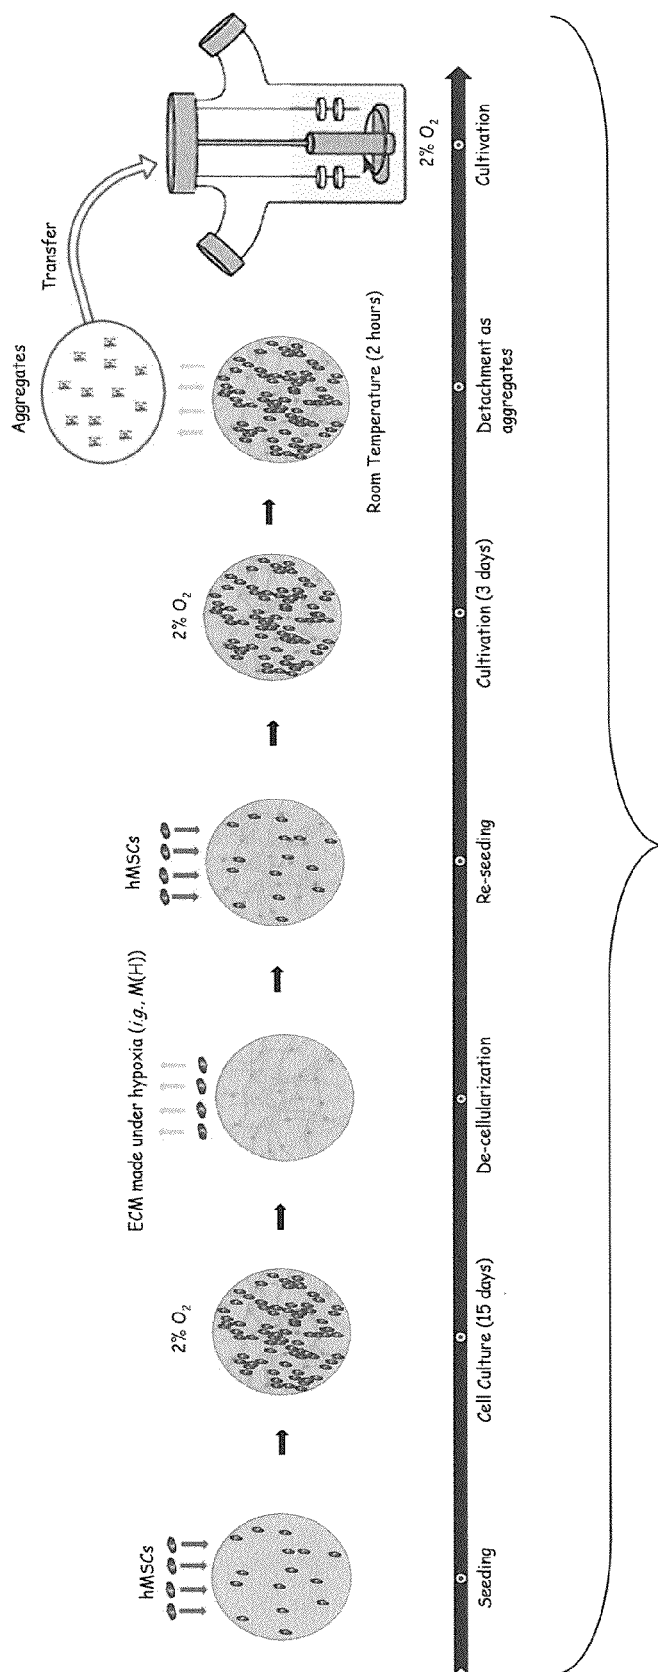 hMSCs
2% O2
ECM made under hypoxia (i.g., M(H))
hMSCs
2% O2
Aggregates
Transfer
Room Temperature (2 hours)
2% O2
Seeding
Cell Culture (15 days)
De-cellularization
Re-seeding
Cultivation (3 days)
Detachment as
aggregates
Cultivation